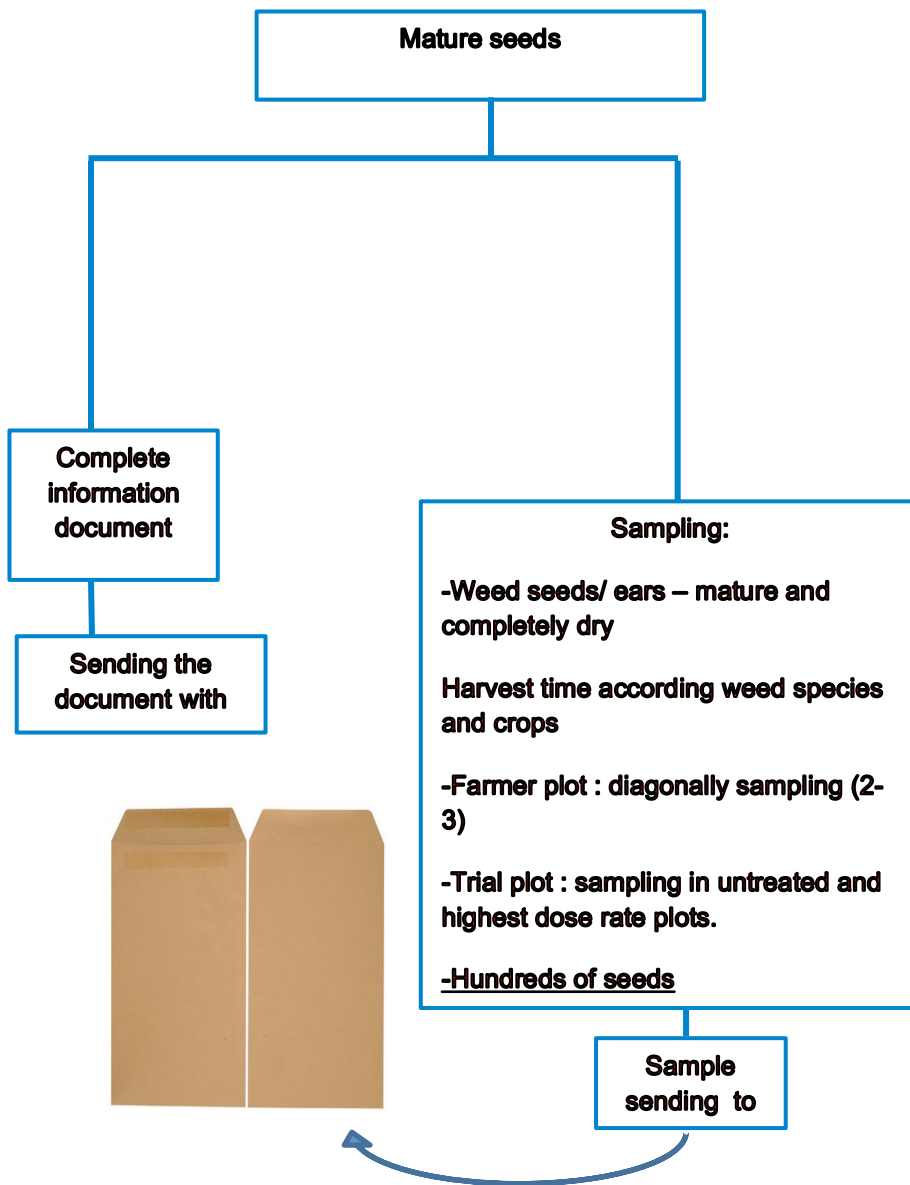 Mature seeds
Complete
information
document
Sending the
document with
Sampling:
-Weed seeds/ ears – mature and
completely dry
Harvest time according weed species
and crops
-Farmer plot : diagonally sampling (2-
3)
-Trial plot : sampling in untreated and
highest dose rate plots.
-Hundreds of seeds
Sample
sending to